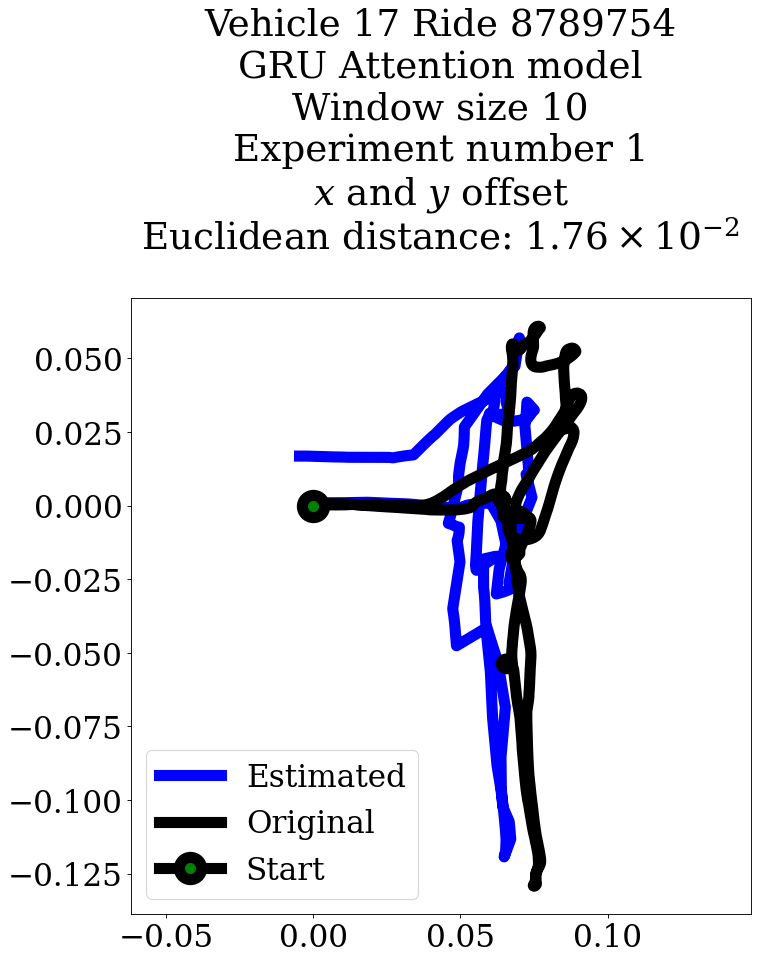 Vehicle 17 Ride 8789754
GRU Attention model
Window size 10
Experiment number 1
x and y offset
Euclidean distance: 1.76 × 10⁻²
0.050
0.025
0.000
−0.025
−0.050
−0.075
−0.100
−0.125
Estimated
Original
Start
−0.05 0.00 0.05 0.10